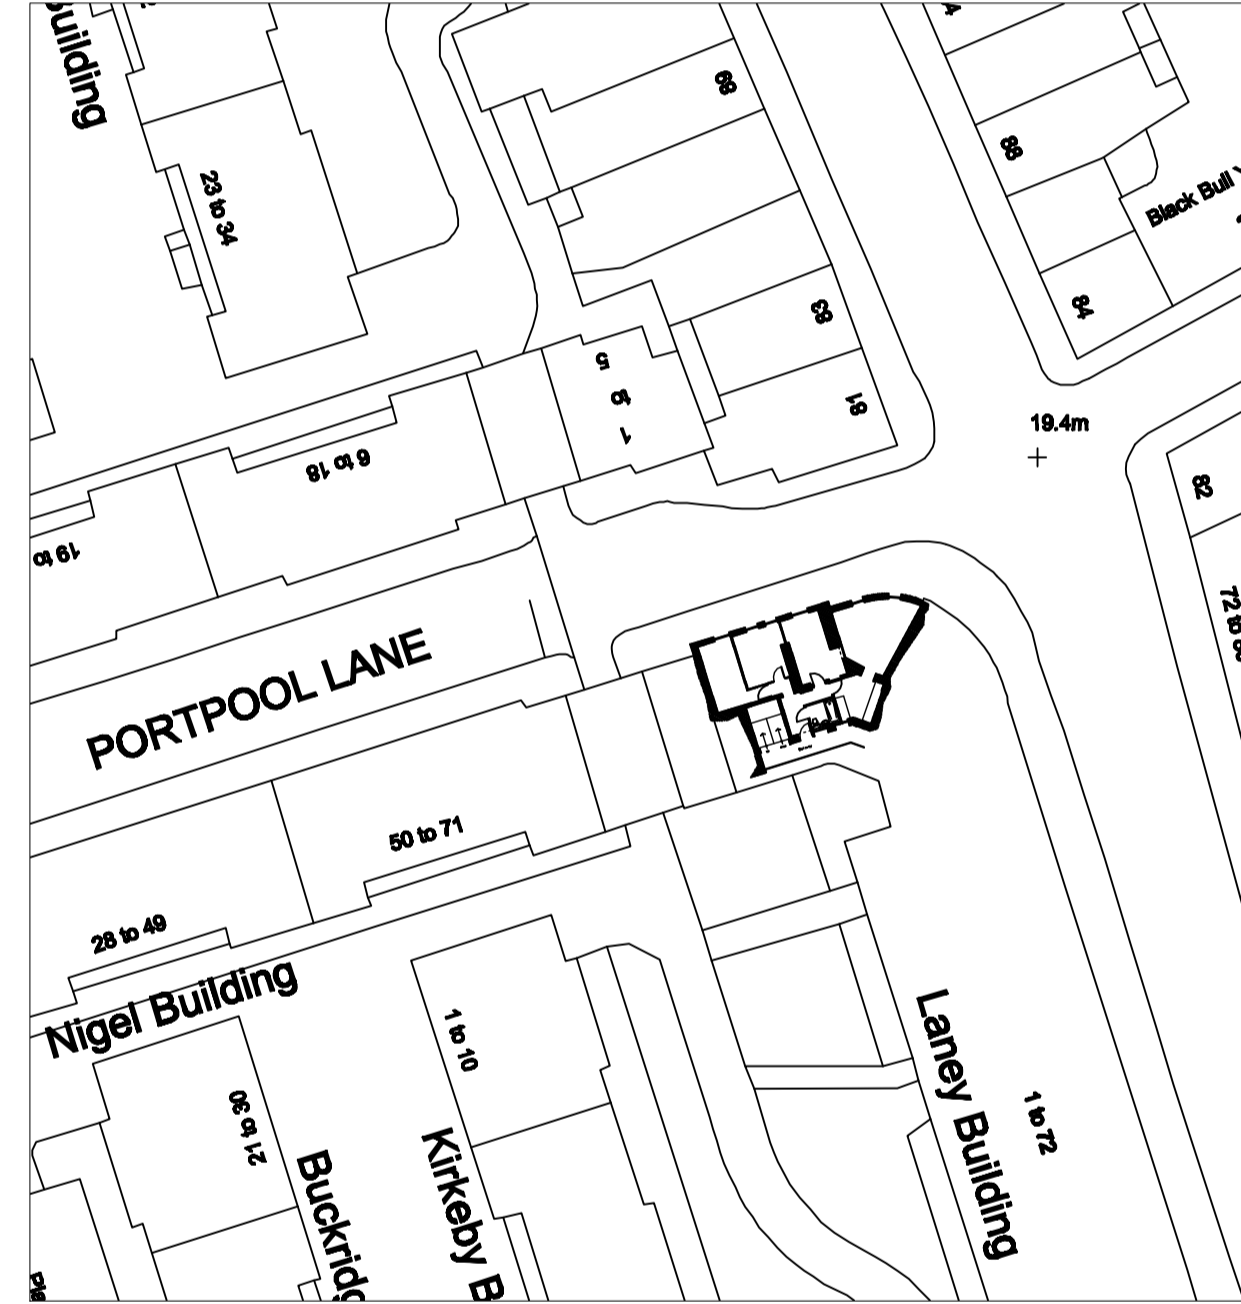 uilding
23 to 34
69
83
81
88
84
Black Bull
19.4m
82
5 to 1
6 to 18
19 to
PORTPOOL LANE
50 to 71
28 to 49
Nigel Building
1 to 10
21 to 30
Kirkeby B
Buckridg
Laney Building
1 to 72
72 to